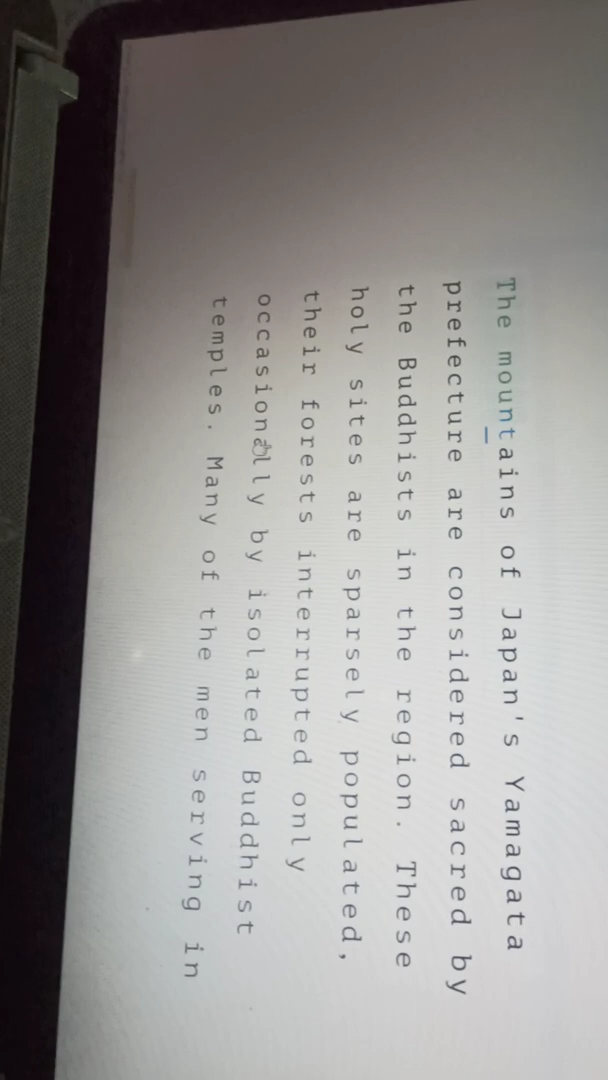 The mountains of Japan's Yamagata
prefecture are considered sacred by
the Buddhists in the region. These
holy sites are sparsely populated,
their forests interrupted only
occasionally by isolated Buddhist
temples. Many of the men serving in